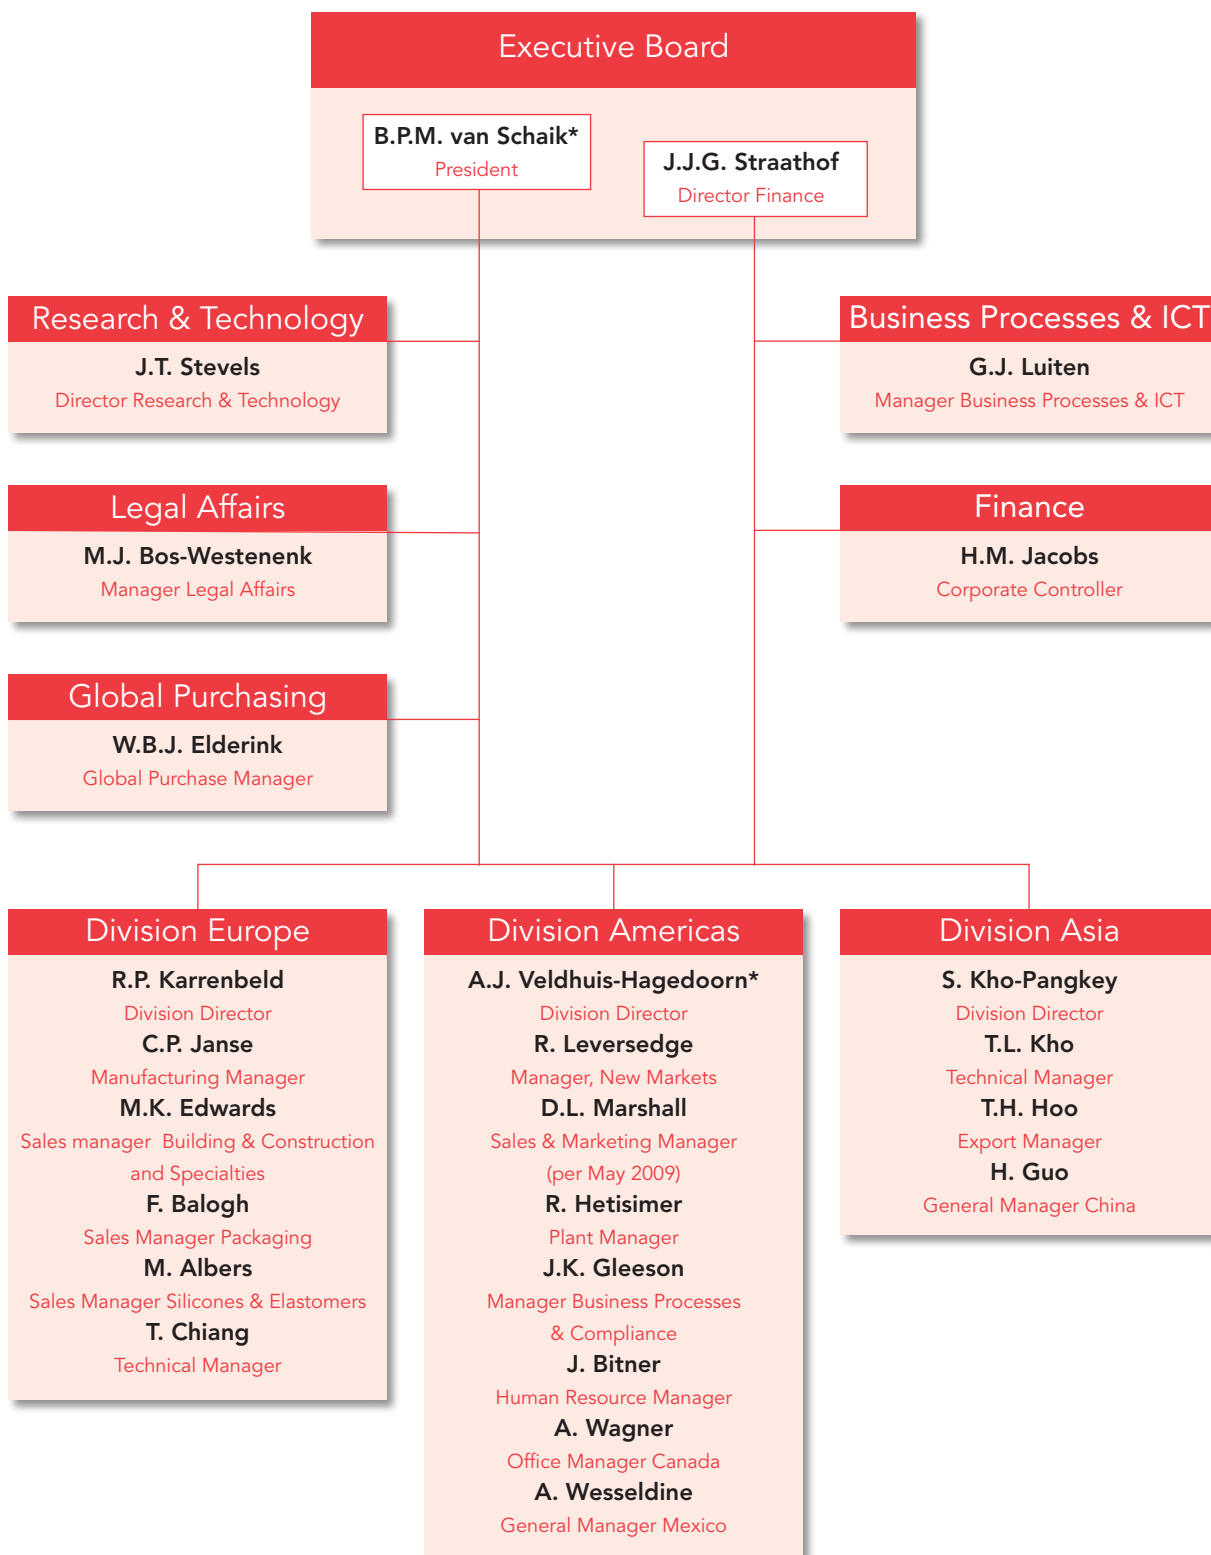 Executive Board
B.P.M. van Schaik*
President
J.J.G. Straathof
Director Finance
Research & Technology
J.T. Stevels
Director Research & Technology
Business Processes & ICT
G.J. Luiten
Manager Business Processes & ICT
Legal Affairs
M.J. Bos-Westenenk
Manager Legal Affairs
Finance
H.M. Jacobs
Corporate Controller
Global Purchasing
W.B.J. Elderink
Global Purchase Manager
Division Europe
R.P. Karrenbeld
Division Director
C.P. Janse
Manufacturing Manager
M.K. Edwards
Sales manager  Building & Construction
and Specialties
F. Balogh
Sales Manager Packaging
M. Albers
Sales Manager Silicones & Elastomers
T. Chiang
Technical Manager
Division Americas
A.J. Veldhuis-Hagedoorn*
Division Director
R. Leversedge
Manager, New Markets
D.L. Marshall
Sales & Marketing Manager
(per May 2009)
R. Hetisimer
Plant Manager
J.K. Gleeson
Manager Business Processes
& Compliance
J. Bitner
Human Resource Manager
A. Wagner
Office Manager Canada
A. Wesseldine
General Manager Mexico
Division Asia
S. Kho-Pangkey
Division Director
T.L. Kho
Technical Manager
T.H. Hoo
Export Manager
H. Guo
General Manager China